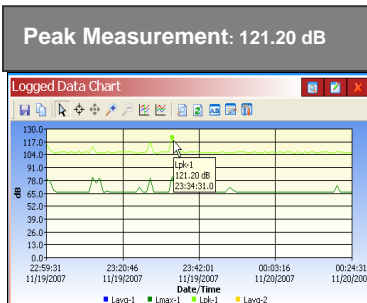 Peak Measurement: 121.20 dB
Logged Data Chart
130.0
117.0
104.0
91.0
78.0
65.0
52.0
39.0
26.0
13.0
0.0
dB
Lpk-1
121.20 dB
23:34:31.0
22:59:31 23:20:46 23:42:01 00:03:16 00:24:31
11/19/2007 11/19/2007 11/19/2007 11/20/2007 11/20/200
Date/Time
Lavg-1 Lmax-1 Lpk-1 Lavg-2